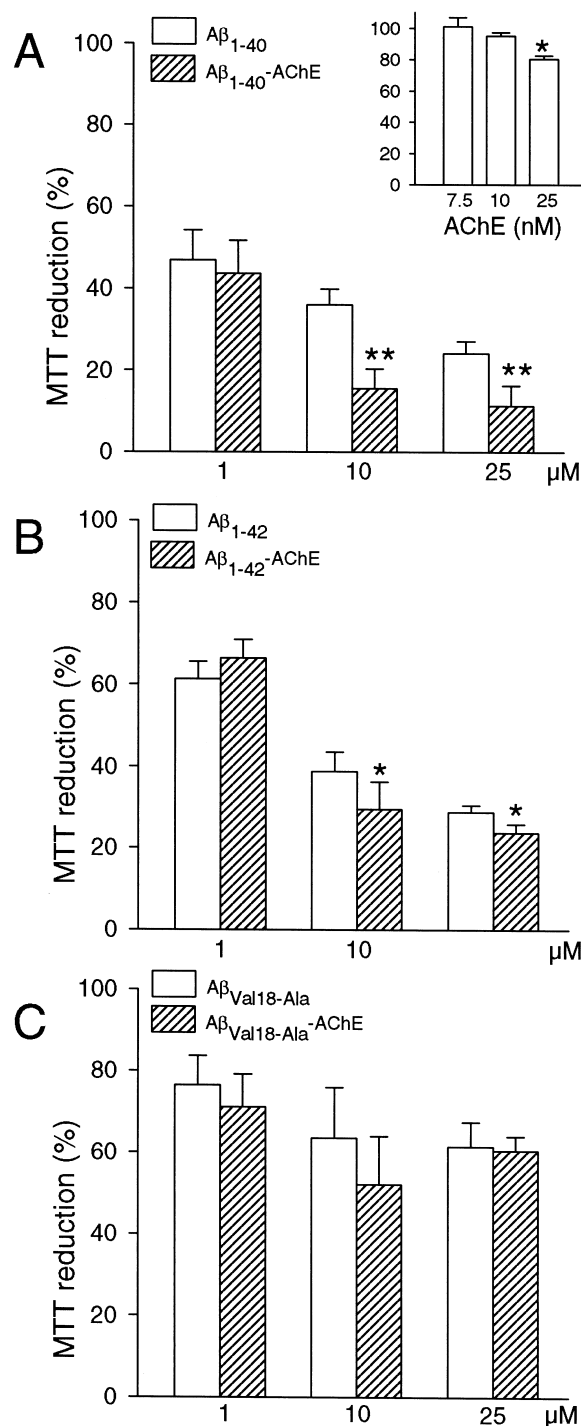 A
Aβ1-40
Aβ1-40-AChE
MTT reduction (%)
100
80
60
40
20
0
1 10 25 µM
100
80
60
40
20
0
*
7.5 10 25
AChE (nM)
** **
B
Aβ1-42
Aβ1-42-AChE
MTT reduction (%)
100
80
60
40
20
0
* *
1 10 µM
C
AβVal18-Ala
AβVal18-Ala-AChE
MTT reduction (%)
100
80
60
40
20
0
1 10 25 µM